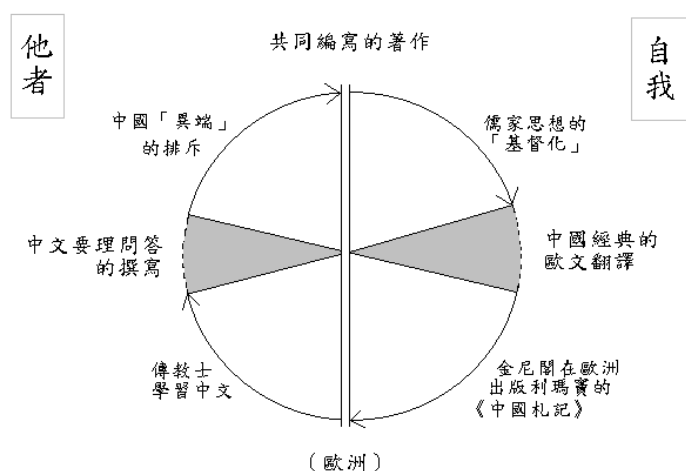 他者
共同編寫的著作
自我
中國「異端」
的排斥
儒家思想的
「基督化」
中文要理問答
的撰寫
中國經典的
歐文翻譯
傳教士
學習中文
金尼閣在歐洲
出版利瑪竇的
《中國札記》
（歐洲）